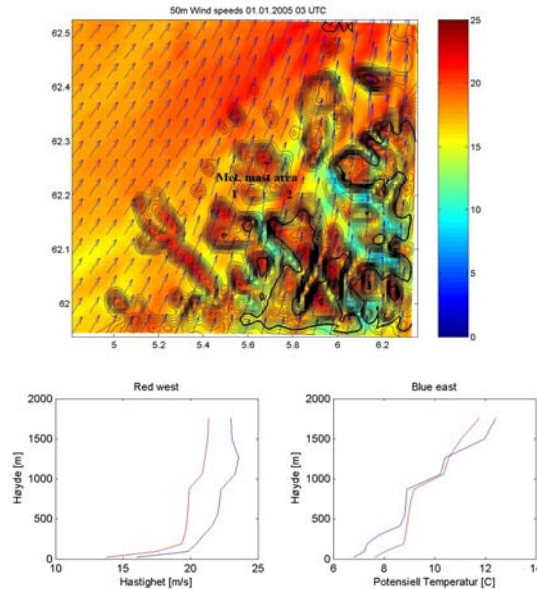 50m Wind speeds 01.01.2005 03 UTC
62.5
62.4
62.3
62.2
62.1
62
5 5.2 5.4 5.6 5.8 6 6.2
25
20
15
10
5
0
Met. mast area
1 2
Red west
2000
1500
1000
500
0
Høyde [m]
10 15 20 25
Hastighet [m/s]
Blue east
2000
1500
1000
500
0
Høyde [m]
6 8 10 12 14
Potensiell Temperatur [C]